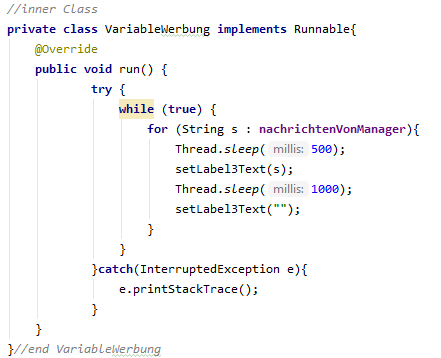 //inner Class
private class VariableWerbung implements Runnable{
    @Override
    public void run() {
            try {
                while (true) {
                    for (String s : nachrichtenVonManager){
                        Thread.sleep( millis: 500);
                        setLabel3Text(s);
                        Thread.sleep( millis: 1000);
                        setLabel3Text("");
                    }
                }
            }catch(InterruptedException e){
                e.printStackTrace();
            }
    }
}//end VariableWerbung